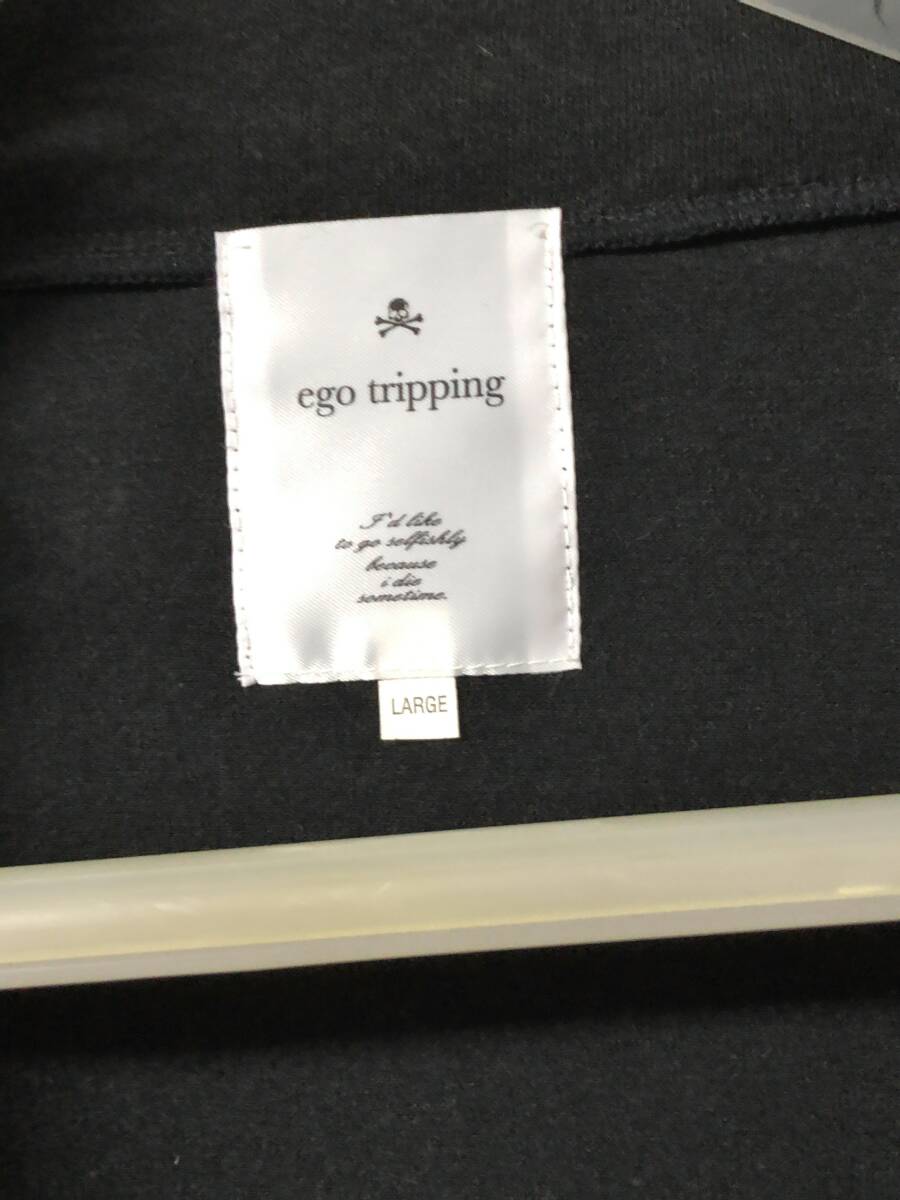 ego tripping
I'd like
to go selfishly
because
i die
sometime.
LARGE